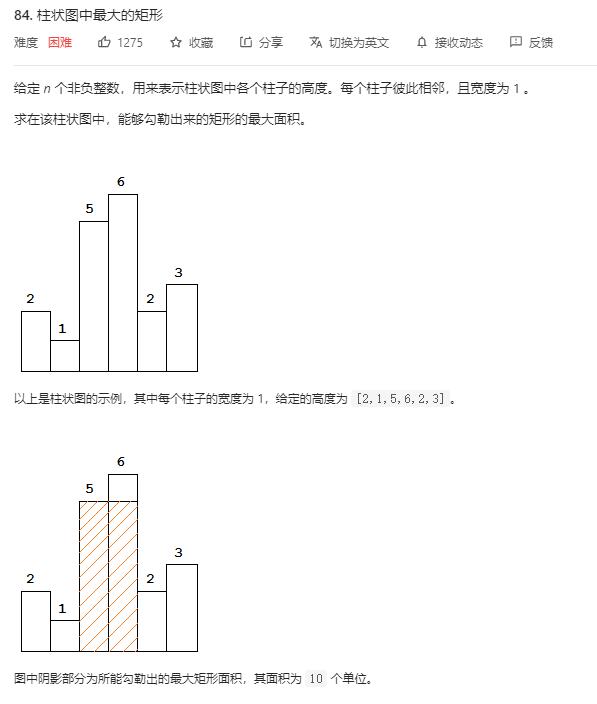 84. 柱状图中最大的矩形
难度 困难 1275 收藏 分享 切换为英文 接收动态 反馈
给定 n 个非负整数，用来表示柱状图中各个柱子的高度。每个柱子彼此相邻，且宽度为 1 。
求在该柱状图中，能够勾勒出来的矩形的最大面积。
6
5
3
2 2
1
以上是柱状图的示例，其中每个柱子的宽度为 1，给定的高度为 [2,1,5,6,2,3] 。
6
5
3
2 2
1
图中阴影部分为所能勾勒出的最大矩形面积，其面积为 10 个单位。